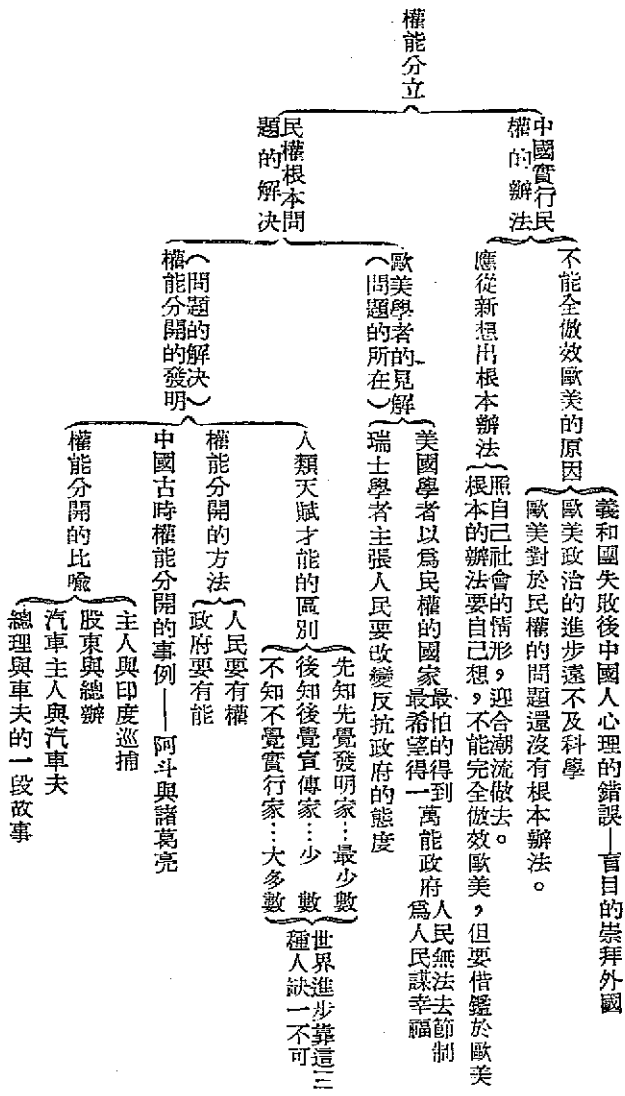 權能分立
中國實行民
權的辦法
不能全倣效歐美的原因
義和團失敗後中國人心理的錯誤—盲目的崇拜外國
歐美政治的進步遠不及科學
歐美對於民權的問題還沒有根本辦法。
應從新想出根本辦法
照自己社會的情形,迎合潮流做去。
根本的辦法要自己想,不能完全倣效歐美,但要借鑑於歐美
民權根本問
題的解決
歐美學者的見解
(問題的所在)
美國學者以爲民權的國家
最怕的得到
最希望得一
萬能政府
人民無法去節制
爲人民謀幸福
瑞士學者主張人民要改變反抗政府的態度
(問題的解決)
權能分開的發明
人類天賦才能的區別
先知先覺發明家…最少數
後知後覺宣傳家…少 數
不知不覺實行家…大多數
世界進步靠這三
種人缺一不可
權能分開的方法
人民要有權
政府要有能
中國古時權能分開的事例——阿斗與諸葛亮
權能分開的比喻
主人與印度巡捕
股東與總辦
汽車主人與汽車夫
總理與車夫的一段故事